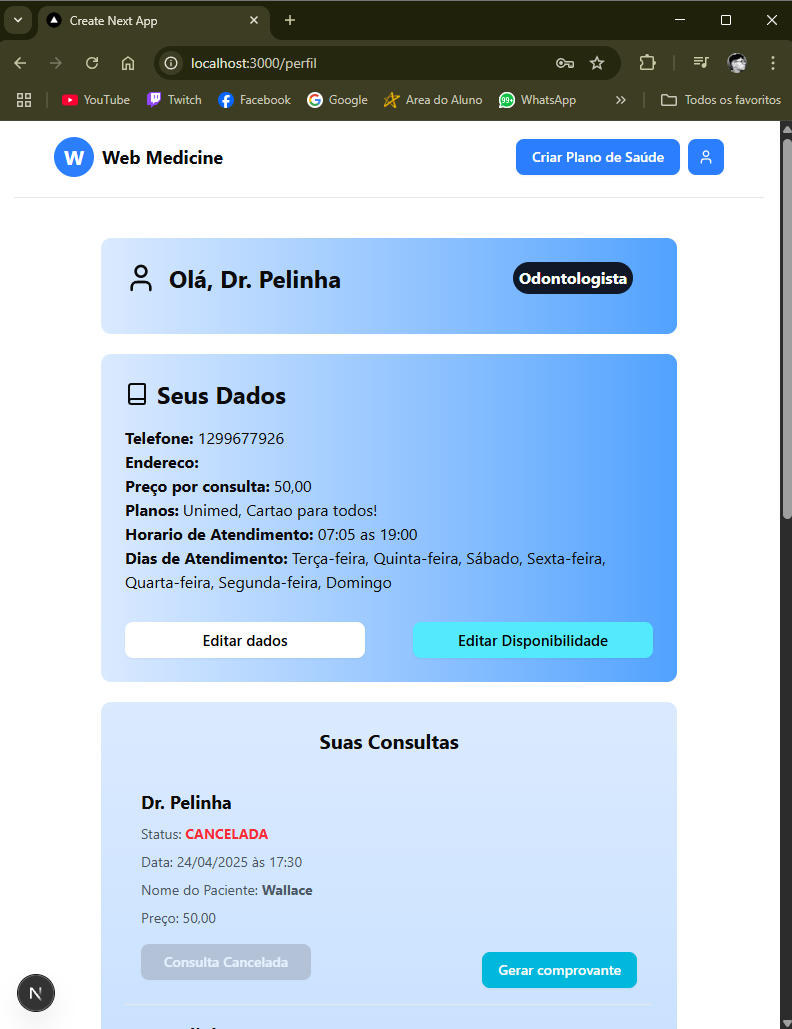 Create Next App
localhost:3000/perfil
YouTube
Twitch
Facebook
Google
Area do Aluno
99+
WhatsApp
Todos os favoritos
W
Web Medicine
Criar Plano de Saúde
Olá, Dr. Pelinha
Odontologista
Seus Dados
Telefone: 1299677926
Endereco:
Preço por consulta: 50,00
Planos: Unimed, Cartao para todos!
Horario de Atendimento: 07:05 as 19:00
Dias de Atendimento: Terça-feira, Quinta-feira, Sábado, Sexta-feira,
Quarta-feira, Segunda-feira, Domingo
Editar dados
Editar Disponibilidade
Suas Consultas
Dr. Pelinha
Status: CANCELADA
Data: 24/04/2025 às 17:30
Nome do Paciente: Wallace
Preço: 50,00
Consulta Cancelada
Gerar comprovante
N